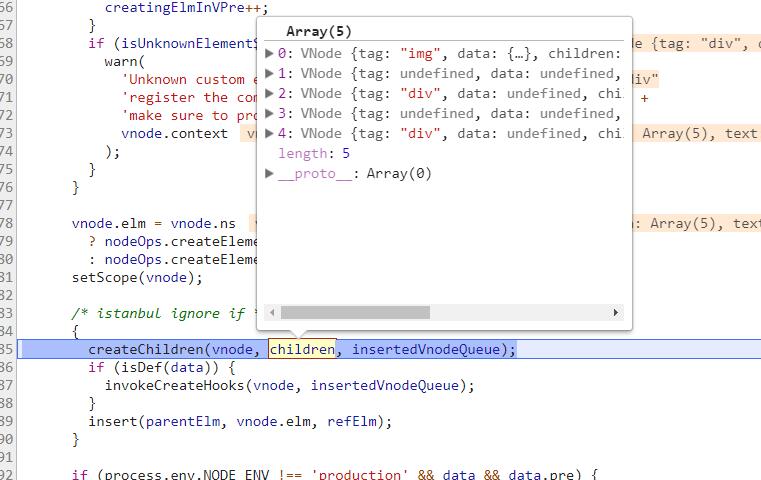 66 creatingElmInVPre++;
67 }
68 if (isUnknownElement$ de {tag: "div", c
69 warn(
70 'Unknown custom e div"
71 'register the com +
72 'make sure to pro
73 vnode.context v Array(5), text
74 );
75 }
76 }
77
78 vnode.elm = vnode.ns : Array(5), text
79 ? nodeOps.createEleme
80 : nodeOps.createEleme
81 setScope(vnode);
82
83 /* istanbul ignore if *
84 {
85 createChildren(vnode, children, insertedVnodeQueue);
86 if (isDef(data)) {
87 invokeCreateHooks(vnode, insertedVnodeQueue);
88 }
89 insert(parentElm, vnode.elm, refElm);
90 }
91
92 if (process.env.NODE_ENV !== 'production' && data && data.pre) {
Array(5)
▶ 0: VNode {tag: "img", data: {…}, children:
▶ 1: VNode {tag: undefined, data: undefined,
▶ 2: VNode {tag: "div", data: undefined, chi
▶ 3: VNode {tag: undefined, data: undefined,
▶ 4: VNode {tag: "div", data: undefined, chi
length: 5
▶ __proto__: Array(0)